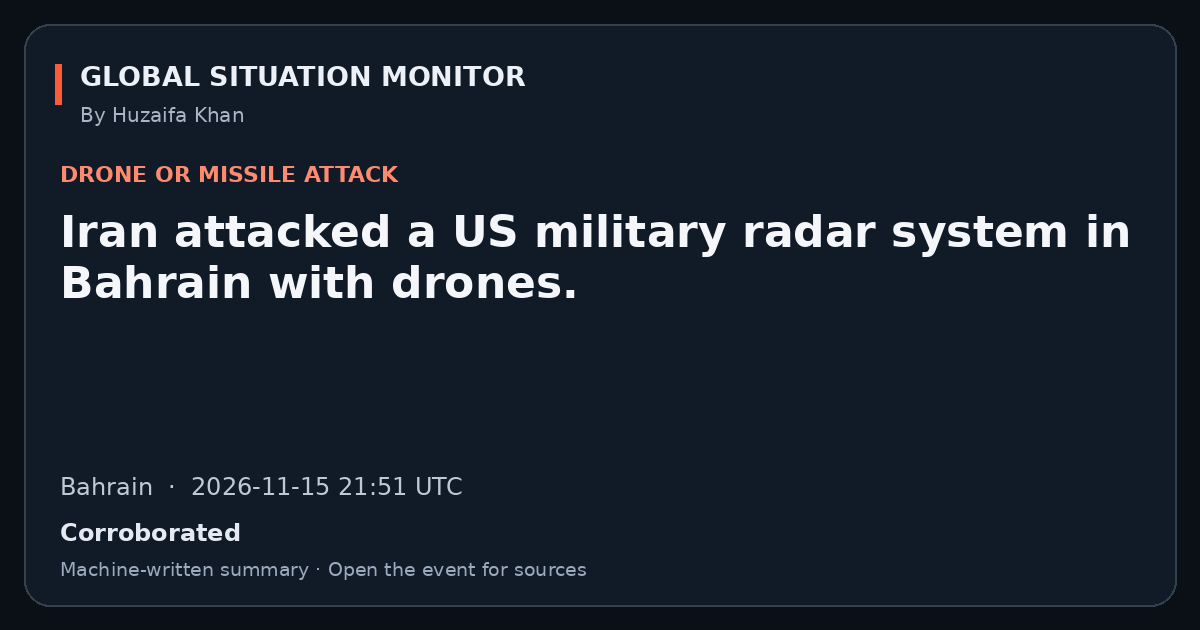 GLOBAL SITUATION MONITOR
By Huzaifa Khan
DRONE OR MISSILE ATTACK
Iran attacked a US military radar system in
Bahrain with drones.
Bahrain · 2026-11-15 21:51 UTC
Corroborated
Machine-written summary · Open the event for sources